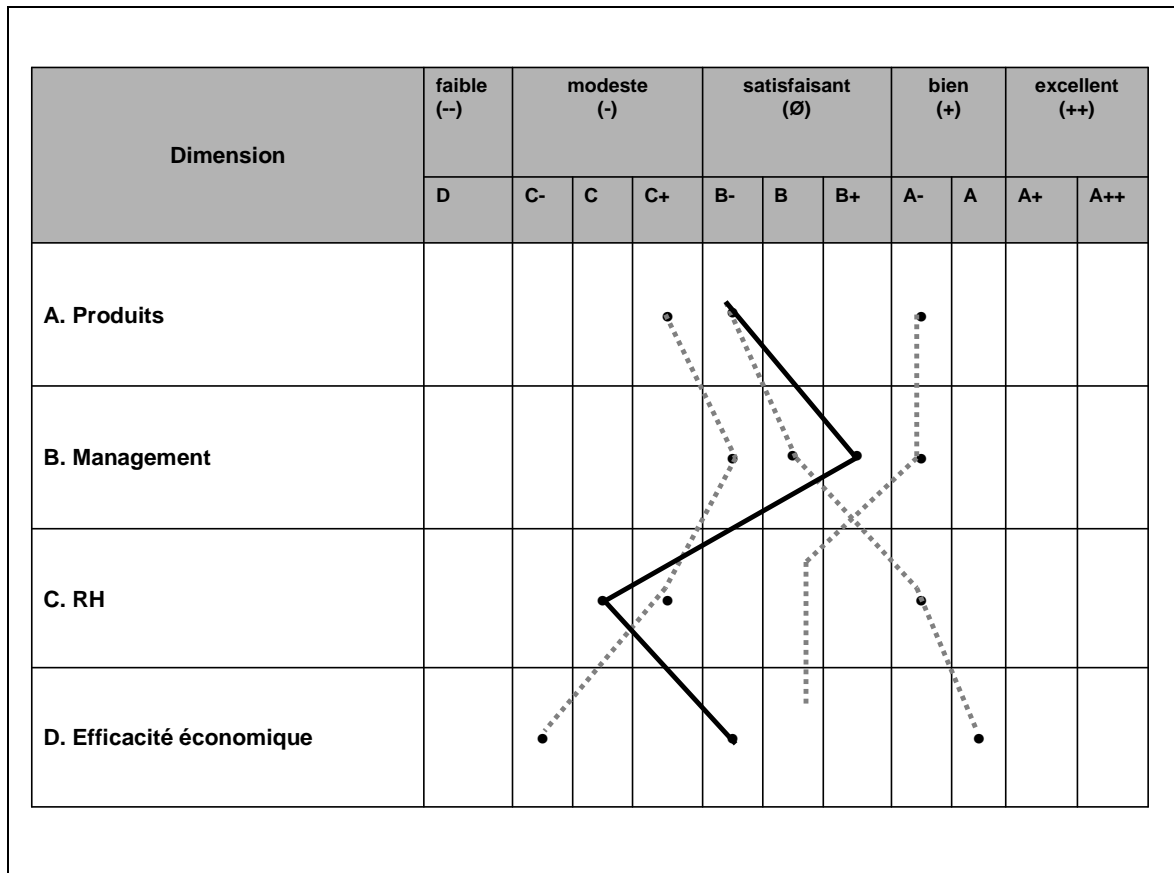 Dimension
faible
(--)
modeste
(-)
satisfaisant
(Ø)
bien
(+)
excellent
(++)
D
C-
C
C+
B-
B
B+
A-
A
A+
A++
A. Produits
B. Management
C. RH
D. Efficacité économique